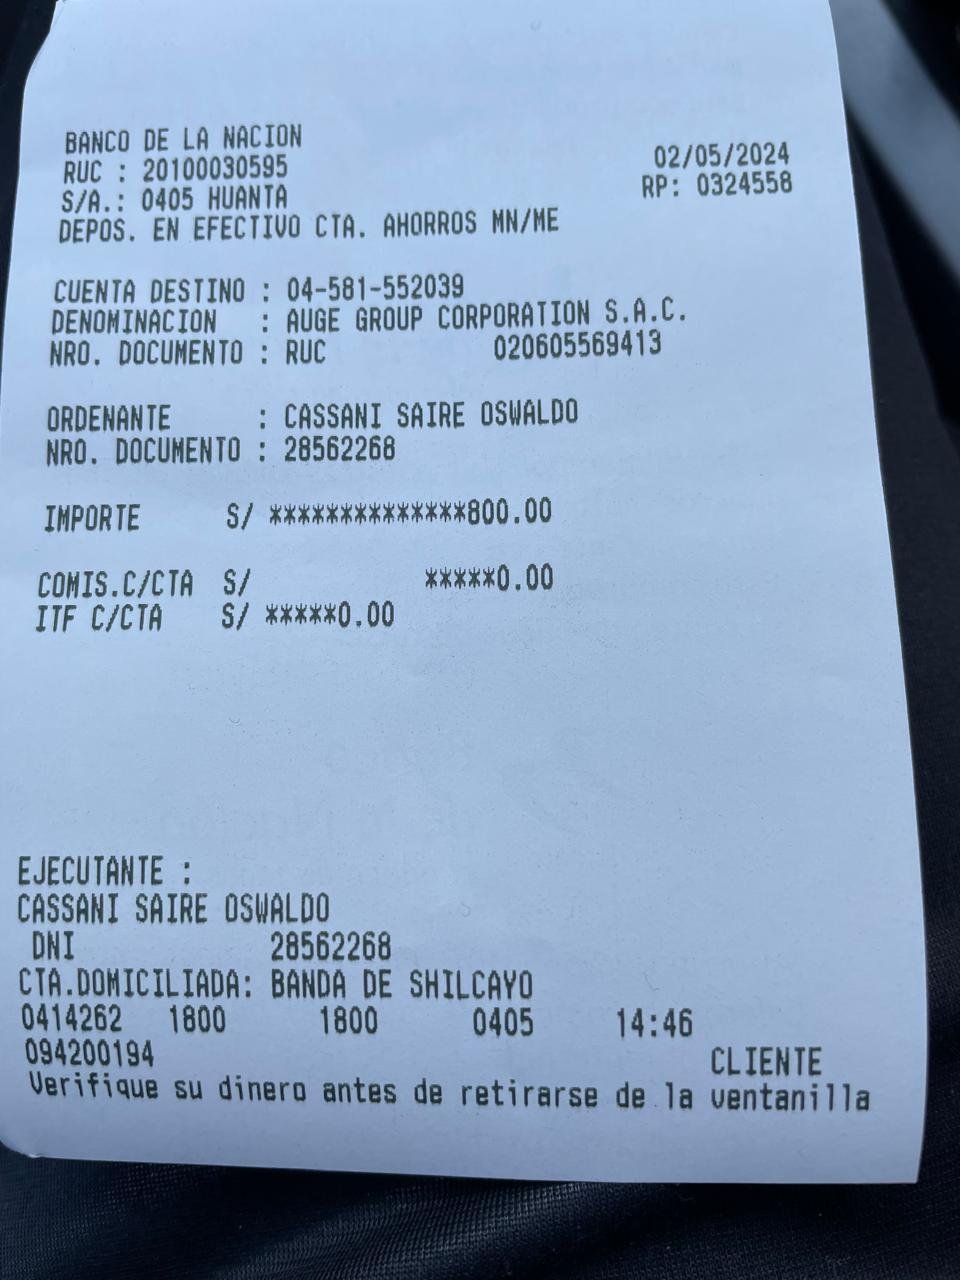 BANCO DE LA NACION
RUC : 20100030595 02/05/2024
S/A.: 0405 HUANTA RP: 0324558
DEPOS. EN EFECTIVO CTA. AHORROS MN/ME
CUENTA DESTINO : 04-581-552039
DENOMINACION : AUGE GROUP CORPORATION S.A.C.
NRO. DOCUMENTO : RUC 020605569413
ORDENANTE : CASSANI SAIRE OSWALDO
NRO. DOCUMENTO : 28562268
IMPORTE S/ **************800.00
COMIS.C/CTA S/ *****0.00
ITF C/CTA S/ *****0.00
EJECUTANTE :
CASSANI SAIRE OSWALDO
DNI 28562268
CTA.DOMICILIADA: BANDA DE SHILCAYO
0414262 1800 1800 0405 14:46
094200194 CLIENTE
Verifique su dinero antes de retirarse de la ventanilla